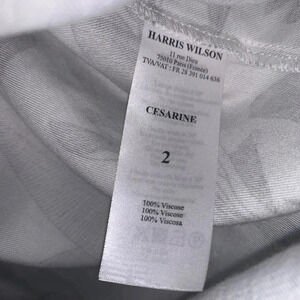 HARRIS WILSON
11 rue Dieu
75010 Paris (France)
TVA/VAT : FR 28 391 014 636
CESARINE
2
100% Viscose
100% Viscose
100% Viscosa